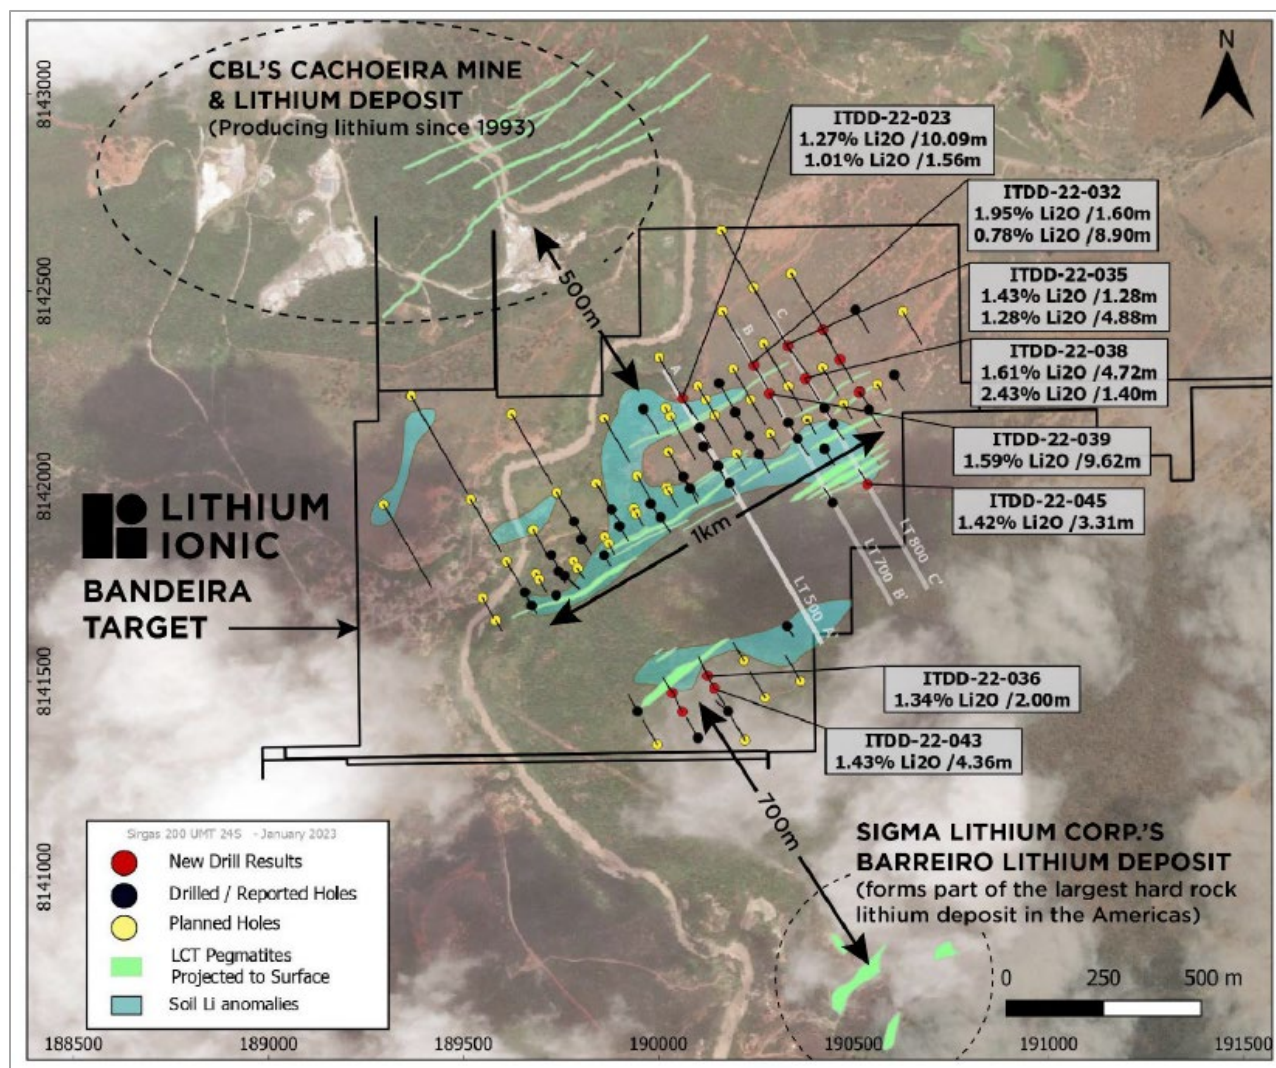 CBL'S CACHOEIRA MINE
& LITHIUM DEPOSIT
(Producing lithium since 1993)
N
ITDD-22-023
1.27% Li2O /10.09m
1.01% Li2O /1.56m
ITDD-22-032
1.95% Li2O /1.60m
0.78% Li2O /8.90m
ITDD-22-035
1.43% Li2O /1.28m
1.28% Li2O /4.88m
ITDD-22-038
1.61% Li2O /4.72m
2.43% Li2O /1.40m
ITDD-22-039
1.59% Li2O /9.62m
ITDD-22-045
1.42% Li2O /3.31m
ITDD-22-036
1.34% Li2O /2.00m
ITDD-22-043
1.43% Li2O /4.36m
500m
A
B
C
1km
LT 500 A'
LT 700 B'
LT 800 C'
700m
LITHIUM
IONIC
BANDEIRA
TARGET
SIGMA LITHIUM CORP.'S
BARREIRO LITHIUM DEPOSIT
(forms part of the largest hard rock
lithium deposit in the Americas)
Sirgas 200 UMT 24S - January 2023
New Drill Results
Drilled / Reported Holes
Planned Holes
LCT Pegmatites
Projected to Surface
Soil Li anomalies
0 250 500 m
8143000
8142500
8142000
8141500
8141000
188500 189000 189500 190000 190500 191000 191500